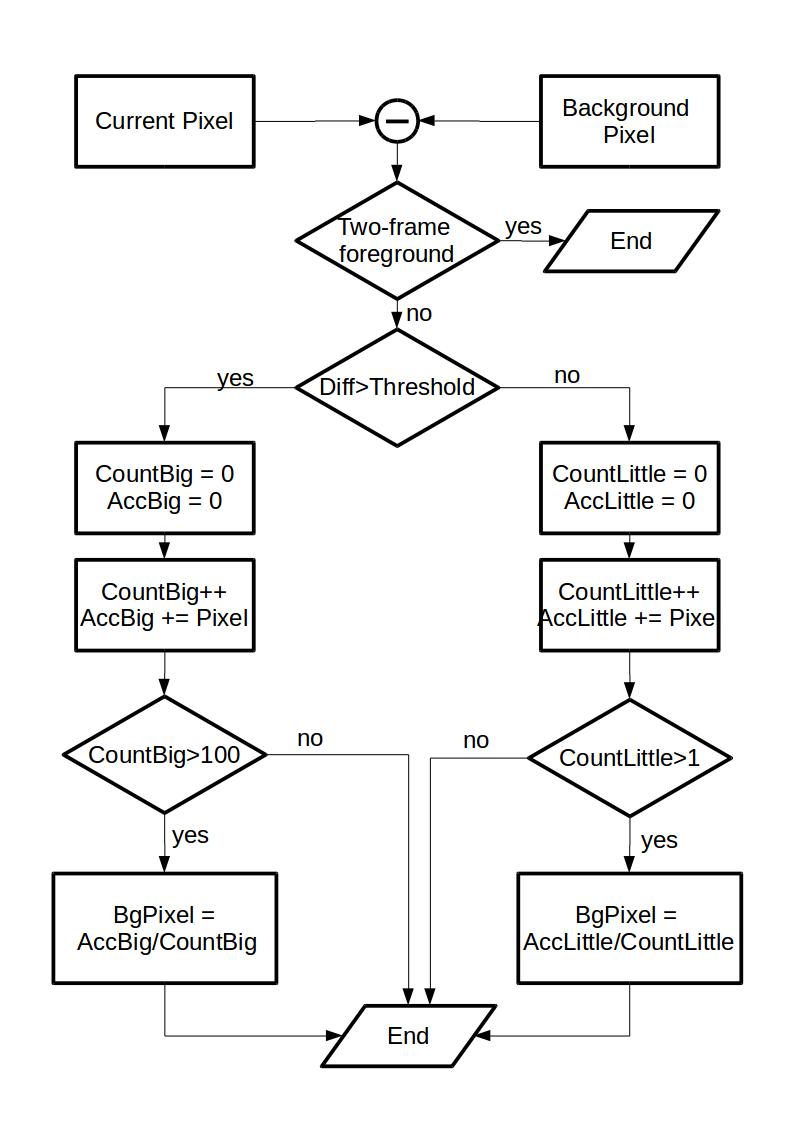 Current Pixel
Background
Pixel
Two-frame
foreground
yes
End
no
Diff>Threshold
yes
no
CountBig = 0
AccBig = 0
CountLittle = 0
AccLittle = 0
CountBig++
AccBig += Pixel
CountLittle++
AccLittle += Pixe
CountBig>100
no
no
CountLittle>1
yes
yes
BgPixel =
AccBig/CountBig
BgPixel =
AccLittle/CountLittle
End